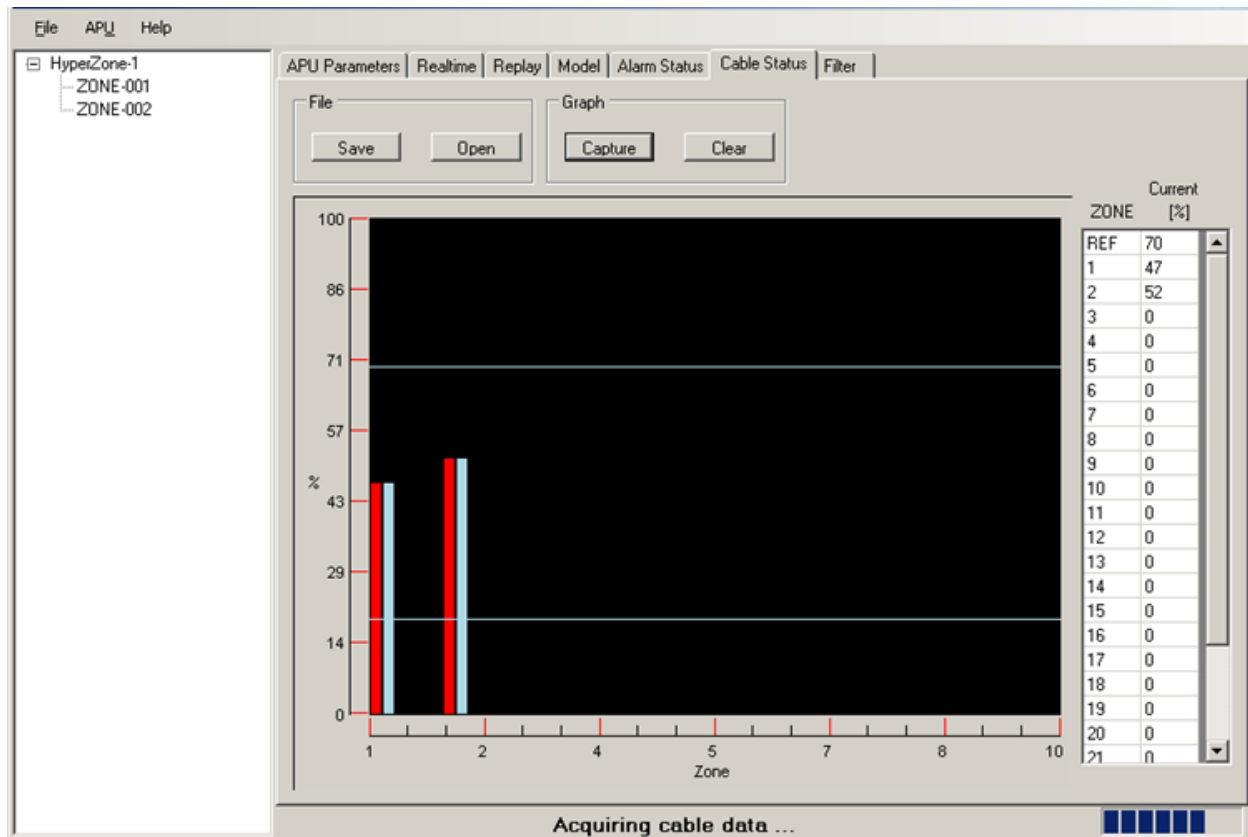 File APU Help
HyperZone-1
ZONE-001
ZONE-002
APU Parameters Realtime Replay Model Alarm Status Cable Status Filter
File
Save Open
Graph
Capture Clear
100
86
71
57
%
43
29
14
0
1 2 4 5 7 8 10
Zone
Current
ZONE [%]
REF 70
1 47
2 52
3 0
4 0
5 0
6 0
7 0
8 0
9 0
10 0
11 0
12 0
13 0
14 0
15 0
16 0
17 0
18 0
19 0
20 0
21 0
Acquiring cable data ...